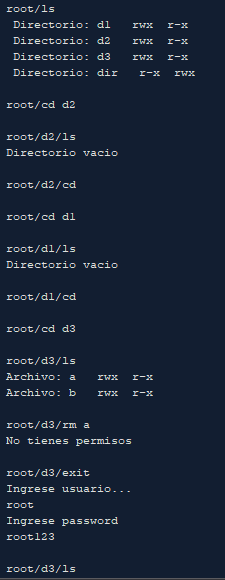 root/ls
Directorio: d1   rwx  r-x
Directorio: d2   rwx  r-x
Directorio: d3   rwx  r-x
Directorio: dir   r-x  rwx
root/cd d2
root/d2/ls
Directorio vacio
root/d2/cd
root/cd d1
root/d1/ls
Directorio vacio
root/d1/cd
root/cd d3
root/d3/ls
Archivo: a   rwx  r-x
Archivo: b   rwx  r-x
root/d3/rm a
No tienes permisos
root/d3/exit
Ingrese usuario...
root
Ingrese password
root123
root/d3/ls